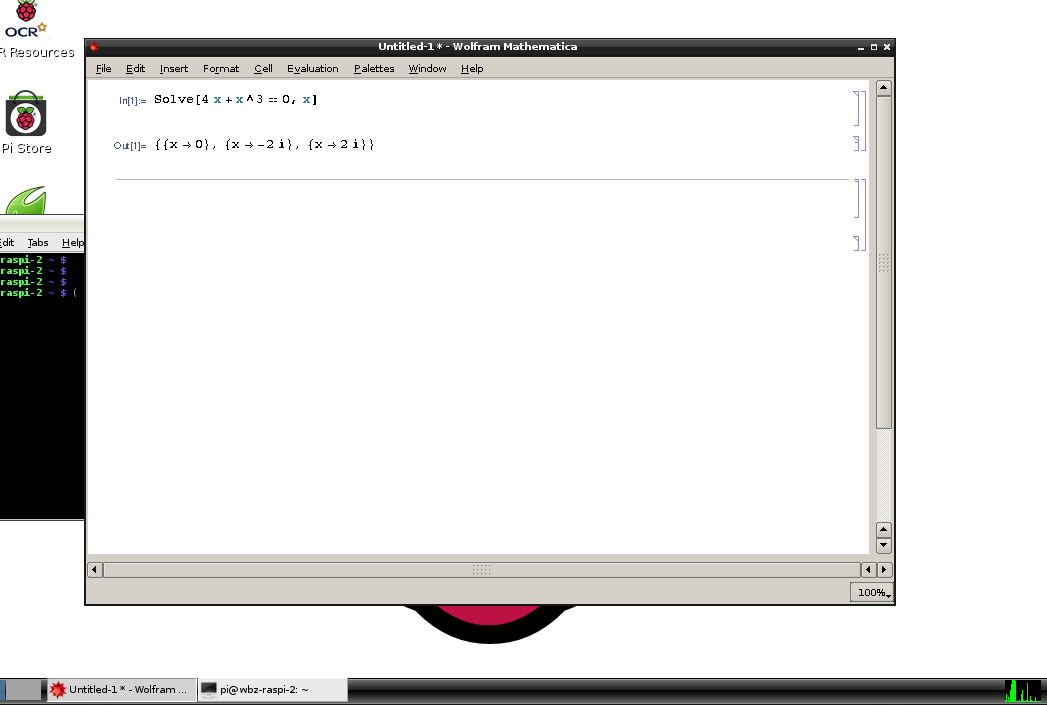 OCR
R Resources
Pi Store
Untitled-1 * - Wolfram Mathematica
File Edit Insert Format Cell Evaluation Palettes Window Help
In[1]:= Solve[4 x + x^3 == 0, x]
Out[1]= {{x → 0}, {x → -2 i}, {x → 2 i}}
Edit Tabs Help
raspi-2 ~ $
raspi-2 ~ $
raspi-2 ~ $
raspi-2 ~ $ (
100%
Untitled-1 * - Wolfram ... pi@wbz-raspi-2: ~